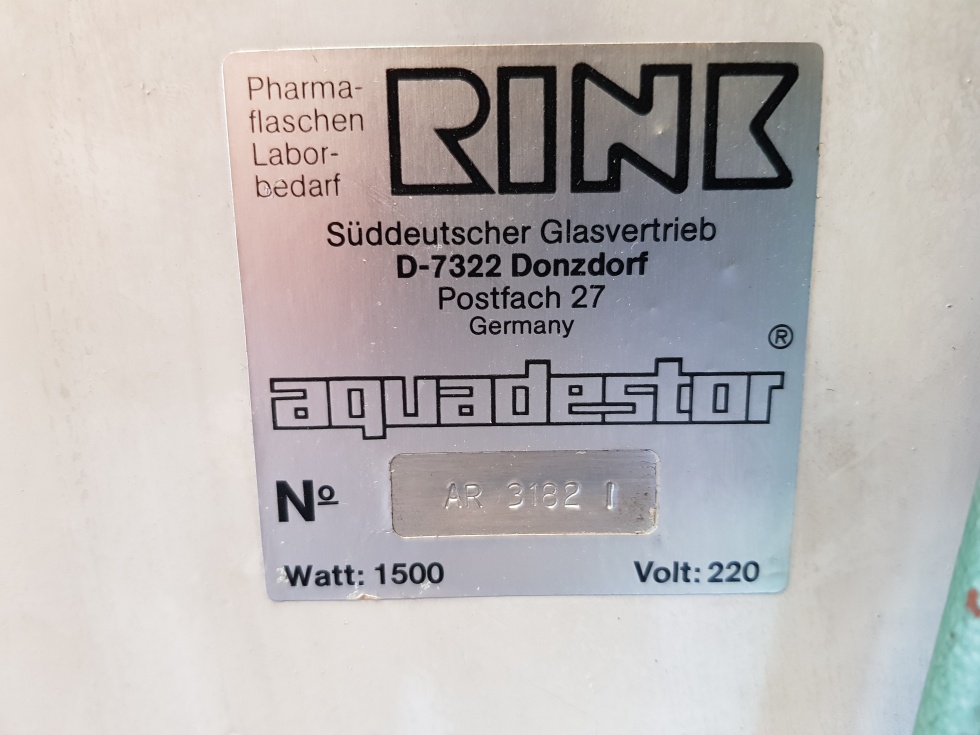 Pharma-
flaschen
Labor-
bedarf
RINK
Süddeutscher Glasvertrieb
D-7322 Donzdorf
Postfach 27
Germany
aquadestor ®
Nº AR 3182 I
Watt: 1500 Volt: 220